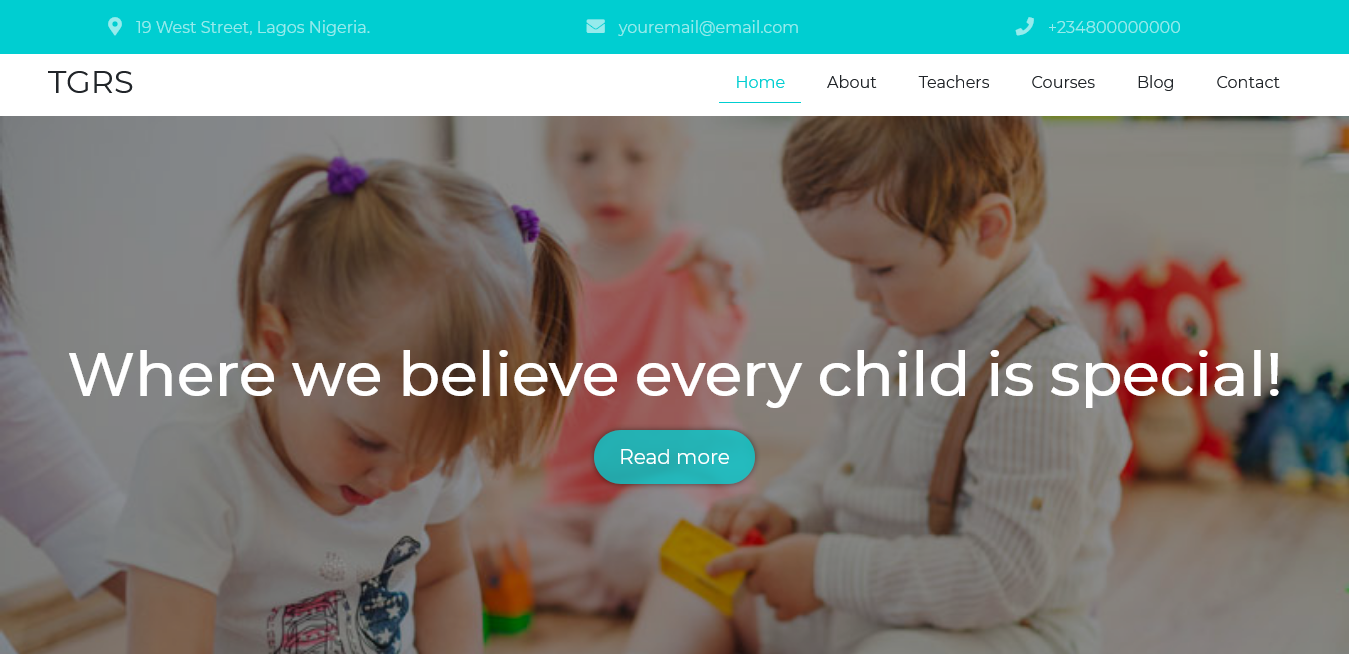 19 West Street, Lagos Nigeria.
youremail@email.com
+234800000000
TGRS
Home
About
Teachers
Courses
Blog
Contact
Where we believe every child is special!
Read more